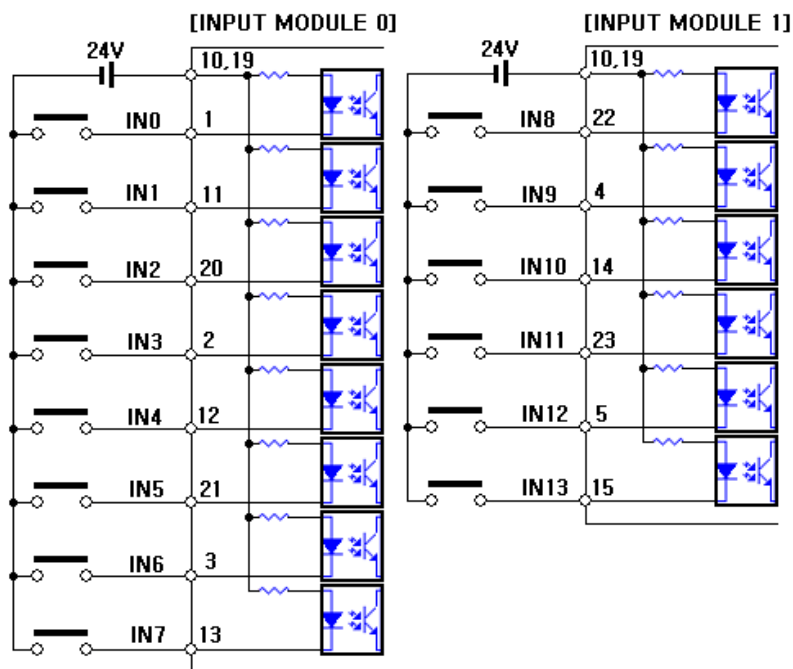 [INPUT MODULE 0]
24V
10,19
IN0 1
IN1 11
IN2 20
IN3 2
IN4 12
IN5 21
IN6 3
IN7 13
[INPUT MODULE 1]
24V
10,19
IN8 22
IN9 4
IN10 14
IN11 23
IN12 5
IN13 15